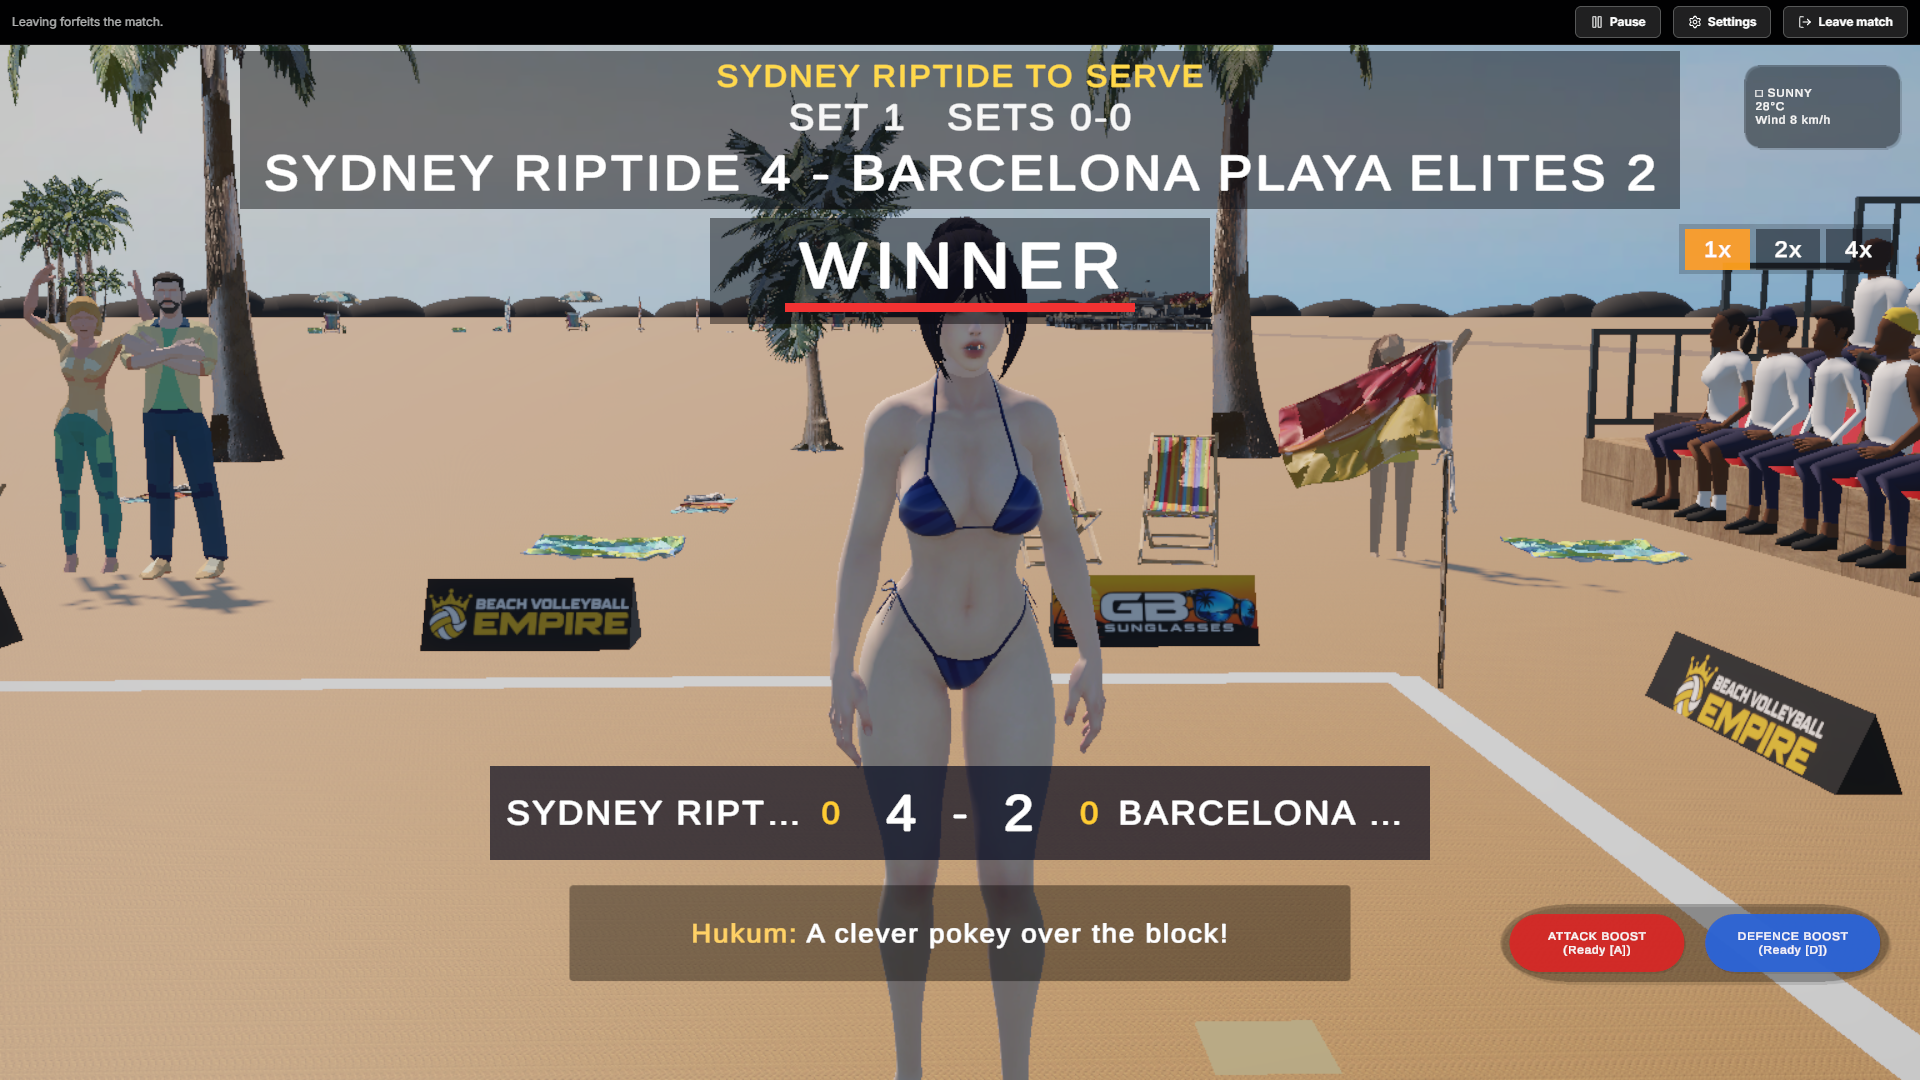 Leaving forfeits the match.
Pause
Settings
Leave match
SYDNEY RIPTIDE TO SERVE
SET 1 SETS 0-0
SYDNEY RIPTIDE 4 - BARCELONA PLAYA ELITES 2
SUNNY
28°C
Wind 8 km/h
WINNER
1x 2x 4x
BEACH VOLLEYBALL
EMPIRE
GB
SUNGLASSES
BEACH VOLLEYBALL
EMPIRE
SYDNEY RIPT... 0 4 - 2 0 BARCELONA ...
Hukum: A clever pokey over the block!
ATTACK BOOST
(Ready [A])
DEFENCE BOOST
(Ready [D])